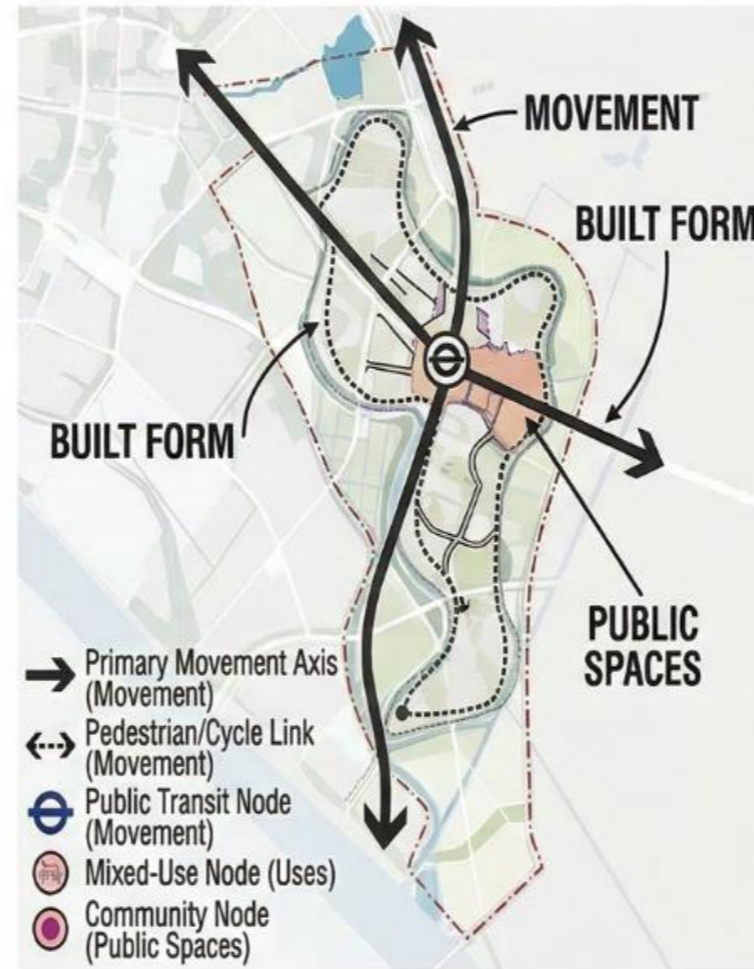 MOVEMENT
BUILT FORM
BUILT FORM
PUBLIC
SPACES
Primary Movement Axis
(Movement)
Pedestrian/Cycle Link
(Movement)
Public Transit Node
(Movement)
Mixed-Use Node (Uses)
Community Node
(Public Spaces)